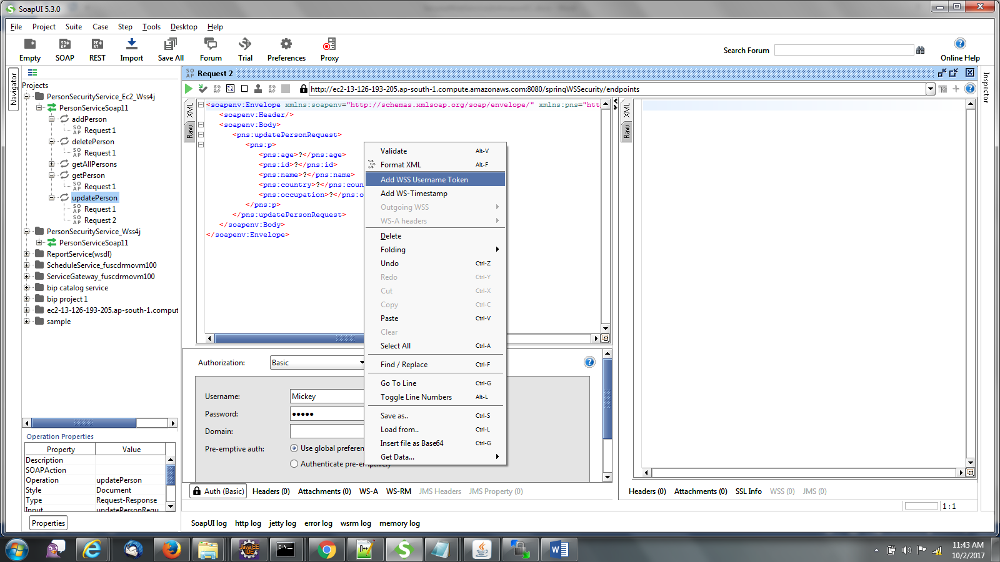 SoapUI 5.3.0
File Project Suite Case Step Tools Desktop Help
Empty SOAP REST Import Save All Forum Trial Preferences Proxy
Search Forum
Online Help
Navigator
Projects
PersonSecurityService_Ec2_Wss4j
PersonServiceSoap11
addPerson
Request 1
deletePerson
Request 1
getAllPersons
getPerson
Request 1
updatePerson
Request 1
Request 2
PersonSecurityService_Wss4j
PersonServiceSoap11
ReportService(wsdl)
ScheduleService_fuscdrmovm100
ServiceGateway_fuscdrmovm100
bip catalog service
bip project 1
ec2-13-126-193-205.ap-south-1.comput
sample
Operation Properties
Property Value
Description
SOAPAction
Operation updatePerson
Style Document
Type Request-Response
Input updatePersonRequ
Properties
Request 2
http://ec2-13-126-193-205.ap-south-1.compute.amazonaws.com:8080/springWSSecurity/endpoints
XML
Raw
<soapenv:Envelope xmlns:soapenv="http://schemas.xmlsoap.org/soap/envelope/" xmlns:pns="htt
<soapenv:Header/>
<soapenv:Body>
<pns:updatePersonRequest>
<pns:p>
<pns:age>?</pns:age>
<pns:id>?</pns:id>
<pns:name>?</pns:name>
<pns:country>?</pns:coun
<pns:occupation>?</pns:o
</pns:p>
</pns:updatePersonRequest>
</soapenv:Body>
</soapenv:Envelope>
Validate Alt-V
Format XML Alt-F
Add WSS Username Token
Add WS-Timestamp
Outgoing WSS
WS-A headers
Delete
Folding
Undo Ctrl-Z
Redo Ctrl-Y
Cut Ctrl-X
Copy Ctrl-C
Paste Ctrl-V
Clear
Select All Ctrl-A
Find / Replace Ctrl-F
Go To Line Ctrl-G
Toggle Line Numbers Alt-L
Save as.. Ctrl-S
Load from.. Ctrl-L
Insert file as Base64 Ctrl-G
Get Data...
Authorization: Basic
Username: Mickey
Password: •••••
Domain:
Pre-emptive auth: Use global preferen
Authenticate pre-emptively
Auth (Basic) Headers (0) Attachments (0) WS-A WS-RM JMS Headers JMS Property (0)
XML
Raw
Inspector
Headers (0) Attachments (0) SSL Info WSS (0) JMS (0)
1 : 1
SoapUI log http log jetty log error log wsrm log memory log
Java EE
IDE
11:43 AM
10/2/2017